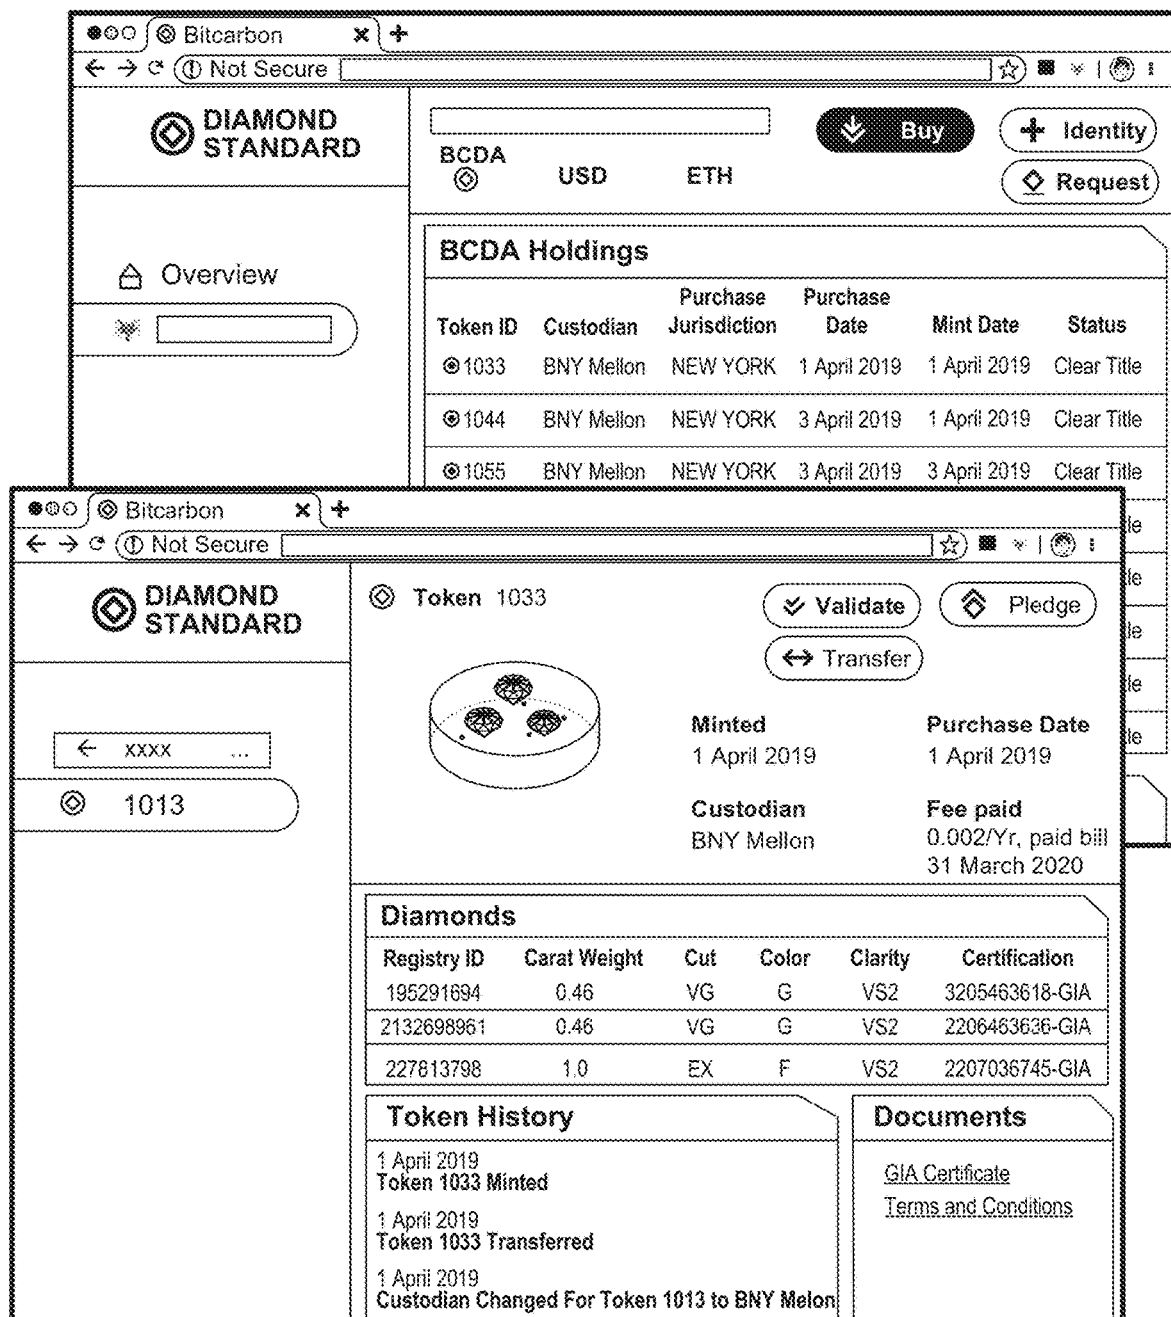 Bitcarbon
Not Secure
DIAMOND
STANDARD
Overview
Buy
Identity
Request
BCDA
USD
ETH
BCDA Holdings
Token ID Custodian Purchase Jurisdiction Purchase Date Mint Date Status
1033 BNY Mellon NEW YORK 1 April 2019 1 April 2019 Clear Title
1044 BNY Mellon NEW YORK 3 April 2019 1 April 2019 Clear Title
1055 BNY Mellon NEW YORK 3 April 2019 3 April 2019 Clear Title
le
le
le
le
le
Bitcarbon
Not Secure
DIAMOND
STANDARD
xxxx ...
1013
Token 1033
Validate
Pledge
Transfer
Minted
1 April 2019
Purchase Date
1 April 2019
Custodian
BNY Mellon
Fee paid
0.002/Yr, paid bill
31 March 2020
Diamonds
Registry ID Carat Weight Cut Color Clarity Certification
195291694 0.46 VG G VS2 3205463618-GIA
2132698961 0.46 VG G VS2 2206463636-GIA
227813798 1.0 EX F VS2 2207036745-GIA
Token History
1 April 2019
Token 1033 Minted
1 April 2019
Token 1033 Transferred
1 April 2019
Custodian Changed For Token 1013 to BNY Melon
Documents
GIA Certificate
Terms and Conditions